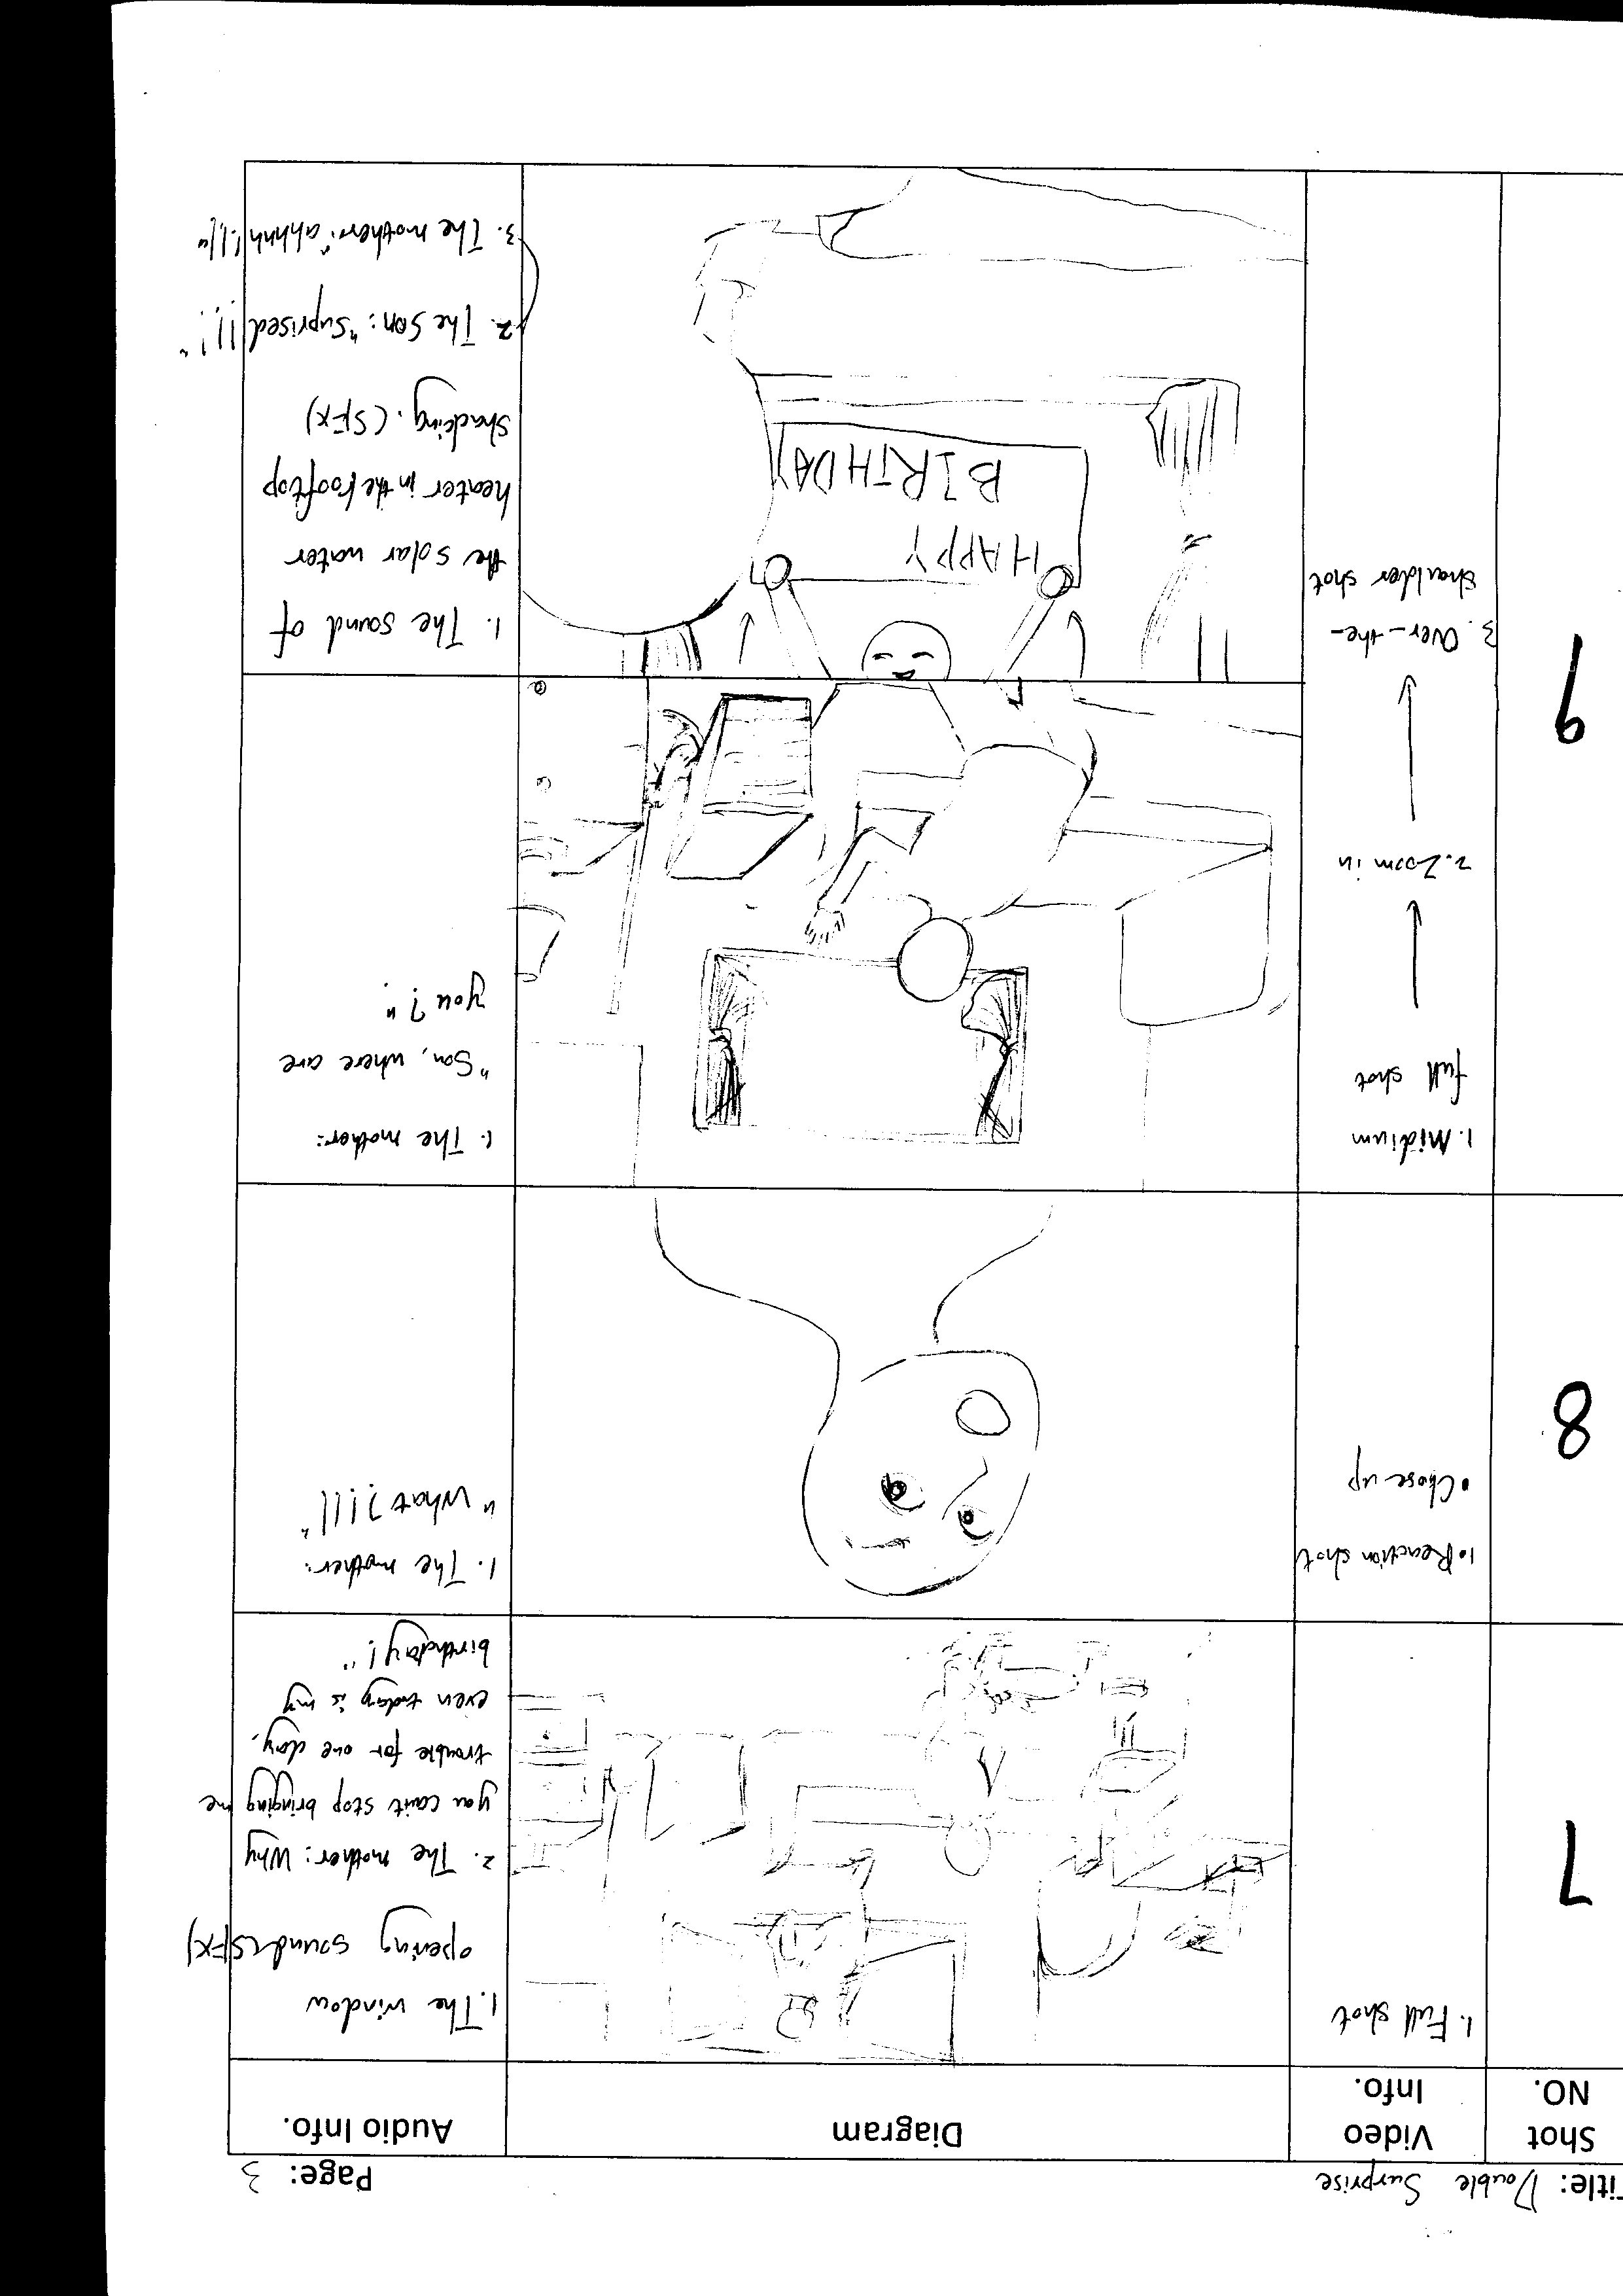 Title: Double Surprise
Page: 3
Shot
NO.
Video
Info.
Diagram
Audio Info.
7
1. Full shot
1. The window
opening sound(SFX)
2. The mother: Why
you can't stop bringing me
trouble for one day,
even today is my
birthday!"
8
1. Reaction shot
• Close up
1. The mother:
"What?!!!"
9
1. Midium
full shot
2. Zoom in
3. Over-the-
shoulder shot
1. The mother:
"Son, where are
you?"
HAPPY
BIRTHDAY
1. The sound of
the solar water
heater in the rooftop
Shacking. (SFX)
2. The Son: "Suprised!!!"
3. The mother: "ahhhh!!!"